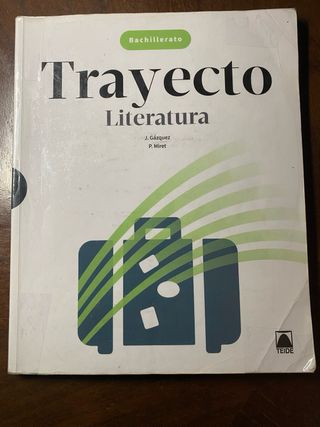 Bachillerato
Trayecto
Literatura
J. Gázquez
P. Miret
TEIDE